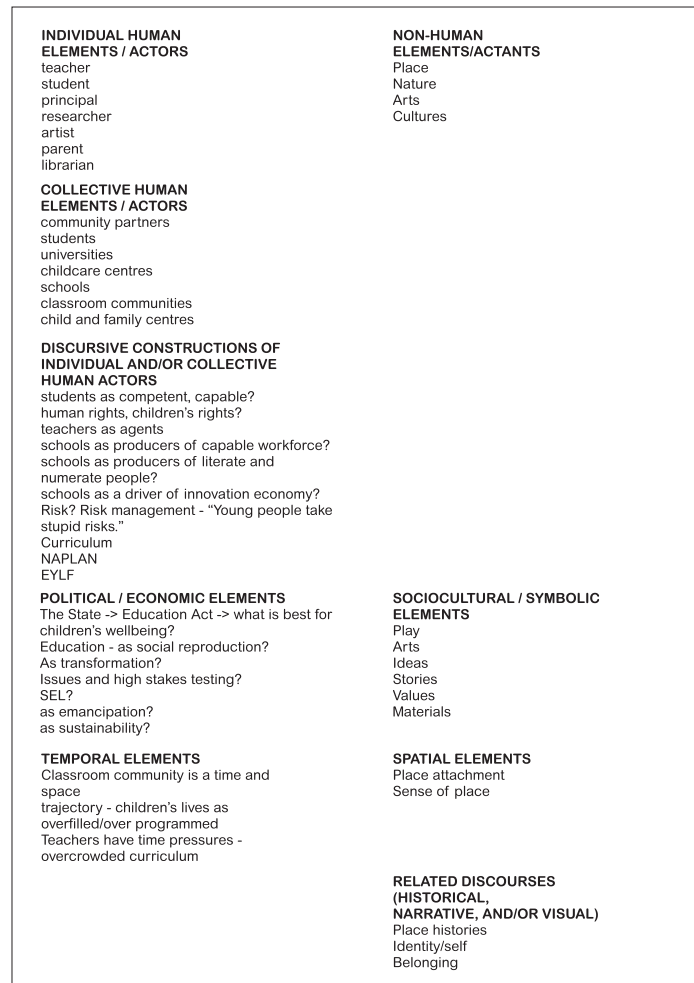 INDIVIDUAL HUMAN
ELEMENTS / ACTORS
teacher
student
principal
researcher
artist
parent
librarian
NON-HUMAN
ELEMENTS/ACTANTS
Place
Nature
Arts
Cultures
COLLECTIVE HUMAN
ELEMENTS / ACTORS
community partners
students
universities
childcare centres
schools
classroom communities
child and family centres
DISCURSIVE CONSTRUCTIONS OF
INDIVIDUAL AND/OR COLLECTIVE
HUMAN ACTORS
students as competent, capable?
human rights, children’s rights?
teachers as agents
schools as producers of capable workforce?
schools as producers of literate and
numerate people?
schools as a driver of innovation economy?
Risk? Risk management - “Young people take
stupid risks.”
Curriculum
NAPLAN
EYLF
POLITICAL / ECONOMIC ELEMENTS
The State -> Education Act -> what is best for
children’s wellbeing?
Education - as social reproduction?
As transformation?
Issues and high stakes testing?
SEL?
as emancipation?
as sustainability?
SOCIOCULTURAL / SYMBOLIC
ELEMENTS
Play
Arts
Ideas
Stories
Values
Materials
TEMPORAL ELEMENTS
Classroom community is a time and
space
trajectory - children’s lives as
overfilled/over programmed
Teachers have time pressures -
overcrowded curriculum
SPATIAL ELEMENTS
Place attachment
Sense of place
RELATED DISCOURSES
(HISTORICAL,
NARRATIVE, AND/OR VISUAL)
Place histories
Identity/self
Belonging